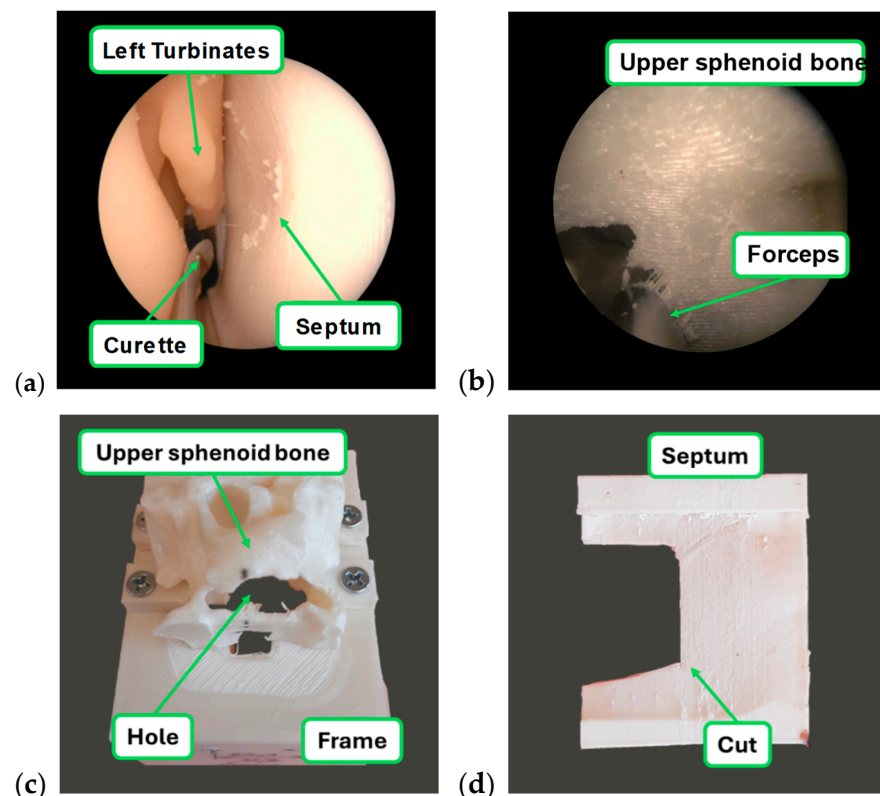 Left Turbinates
Septum
Curette
(a)
Upper sphenoid bone
Forceps
(b)
Upper sphenoid bone
Hole
Frame
(c)
Septum
Cut
(d)